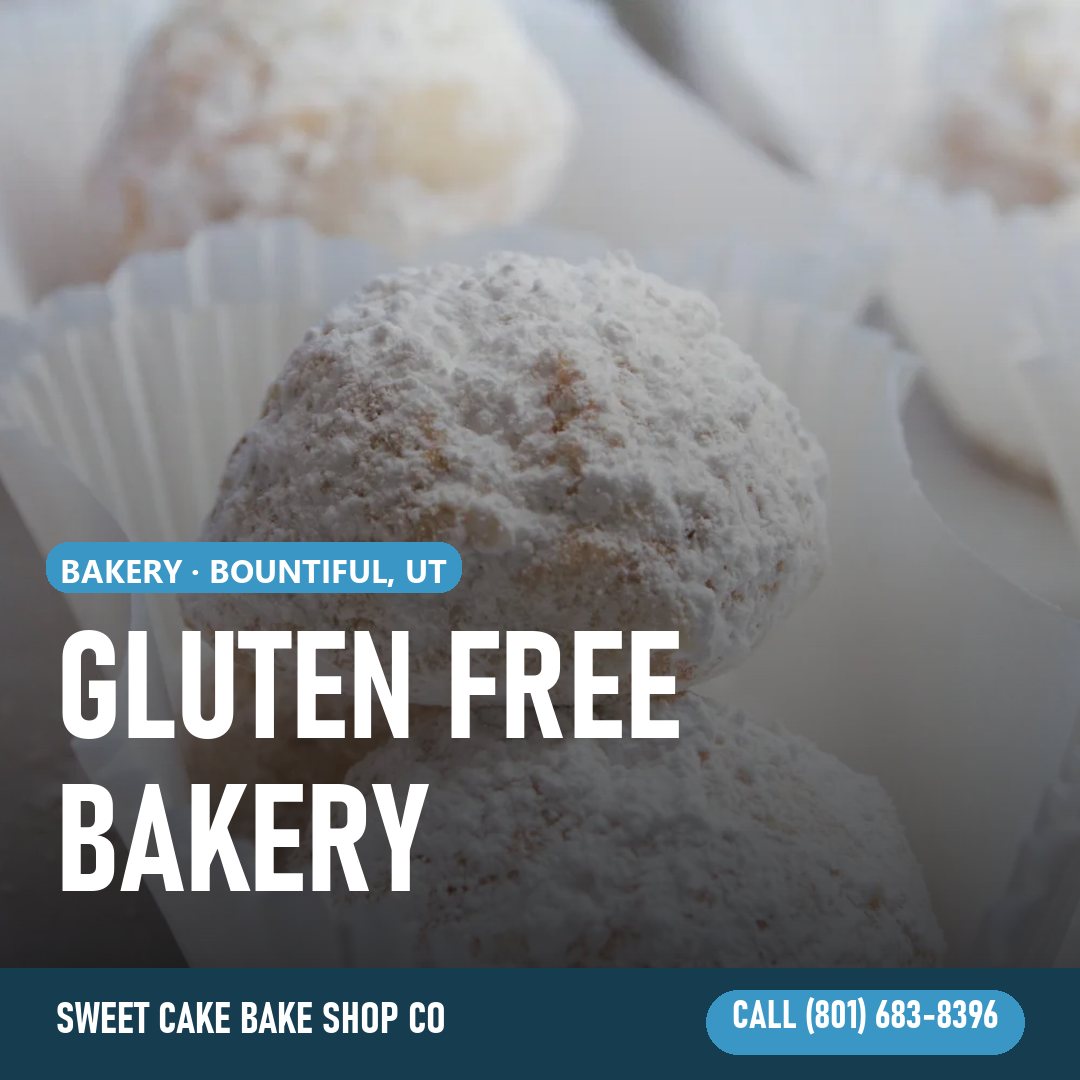 BAKERY · BOUNTIFUL, UT
GLUTEN FREE
BAKERY
SWEET CAKE BAKE SHOP CO
CALL (801) 683-8396